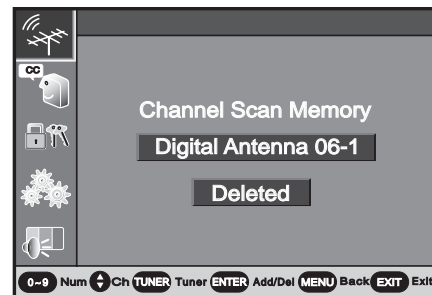 CC
Channel Scan Memory
Digital Antenna 06-1
Deleted
0~9 Num Ch TUNER Tuner ENTER Add/Del MENU Back EXIT Exit